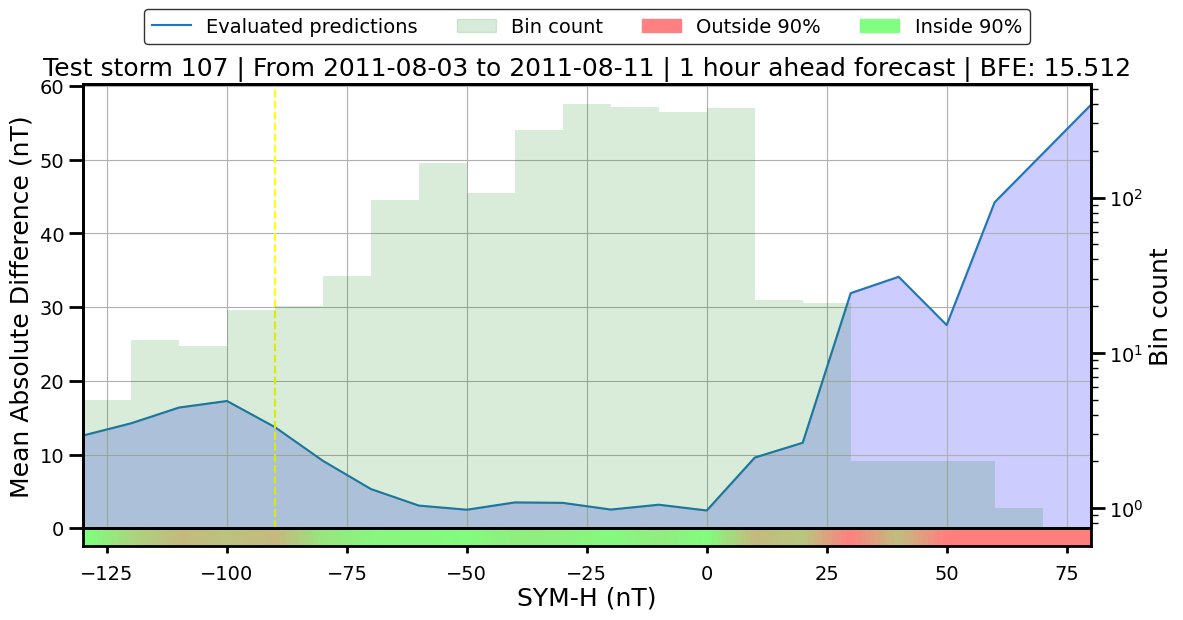 Evaluated predictions Bin count Outside 90% Inside 90%
Test storm 107 | From 2011-08-03 to 2011-08-11 | 1 hour ahead forecast | BFE: 15.512
Mean Absolute Difference (nT)
60
50
40
30
20
10
0
10²
10¹
10⁰
Bin count
−125 −100 −75 −50 −25 0 25 50 75
SYM-H (nT)